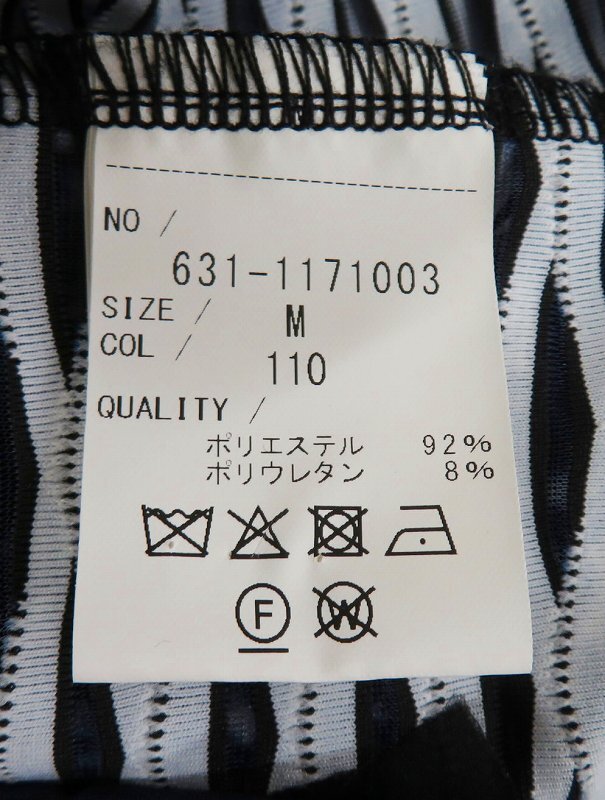 NO /
631-1171003
SIZE / M
COL / 110
QUALITY /
ポリエステル 92%
ポリウレタン 8%
F W